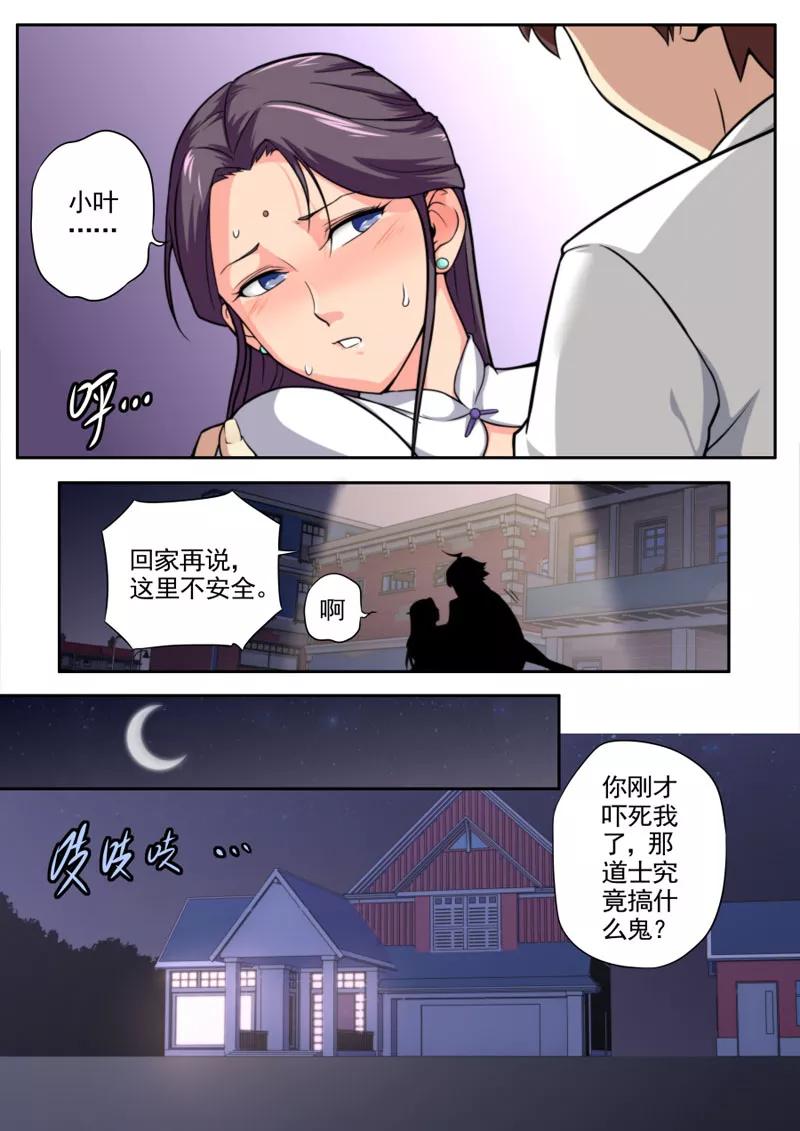 小叶
……
呼…
回家再说，
这里不安全。
啊
你刚才
吓死我
了，那
道士究
竟搞什
么鬼？
吱吱吱…